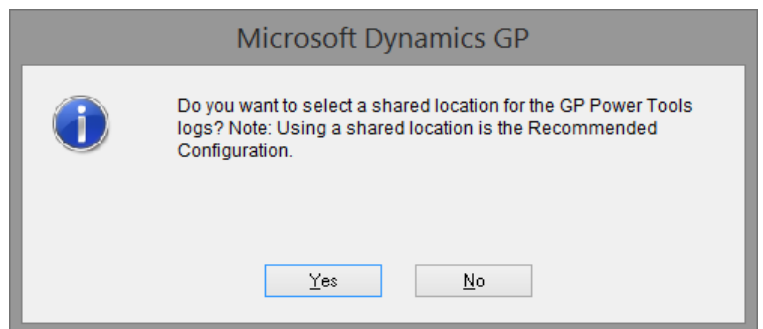 Microsoft Dynamics GP
Do you want to select a shared location for the GP Power Tools
logs? Note: Using a shared location is the Recommended
Configuration.
Yes No